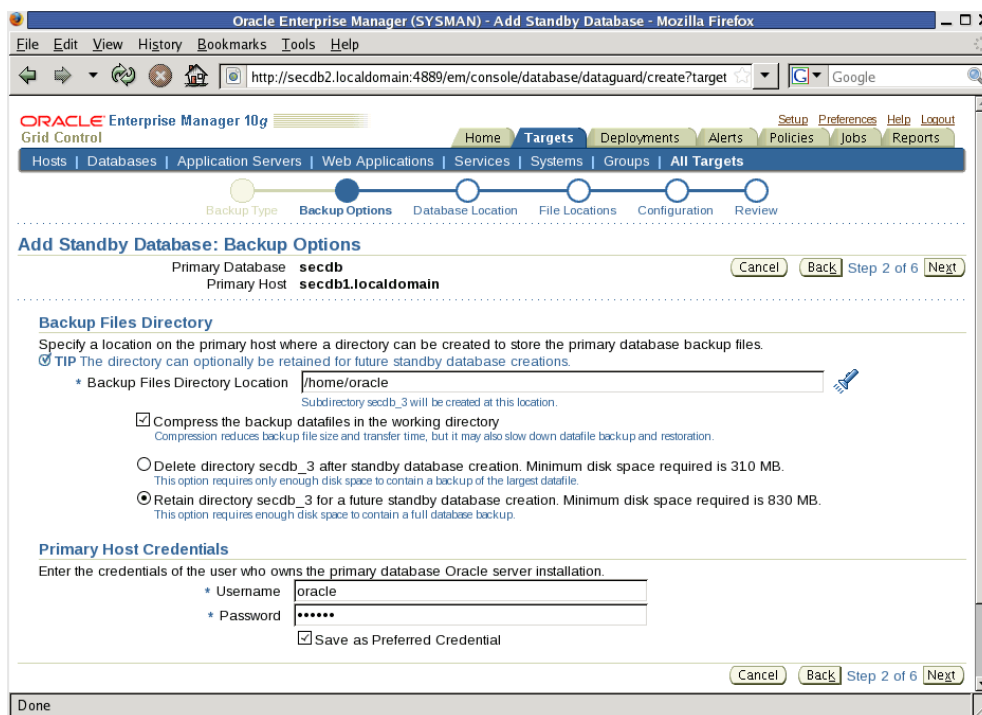 Oracle Enterprise Manager (SYSMAN) - Add Standby Database - Mozilla Firefox
File Edit View History Bookmarks Tools Help
http://secdb2.localdomain:4889/em/console/database/dataguard/create?target
G Google
ORACLE Enterprise Manager 10g
Grid Control
Setup Preferences Help Logout
Home Targets Deployments Alerts Policies Jobs Reports
Hosts | Databases | Application Servers | Web Applications | Services | Systems | Groups | All Targets
Backup Type Backup Options Database Location File Locations Configuration Review
Add Standby Database: Backup Options
Primary Database secdb
Primary Host secdb1.localdomain
Cancel Back Step 2 of 6 Next
Backup Files Directory
Specify a location on the primary host where a directory can be created to store the primary database backup files.
TIP The directory can optionally be retained for future standby database creations.
* Backup Files Directory Location /home/oracle
Subdirectory secdb_3 will be created at this location.
Compress the backup datafiles in the working directory
Compression reduces backup file size and transfer time, but it may also slow down datafile backup and restoration.
Delete directory secdb_3 after standby database creation. Minimum disk space required is 310 MB.
This option requires only enough disk space to contain a backup of the largest datafile.
Retain directory secdb_3 for a future standby database creation. Minimum disk space required is 830 MB.
This option requires enough disk space to contain a full database backup.
Primary Host Credentials
Enter the credentials of the user who owns the primary database Oracle server installation.
* Username oracle
* Password ••••••
Save as Preferred Credential
Cancel Back Step 2 of 6 Next
Done